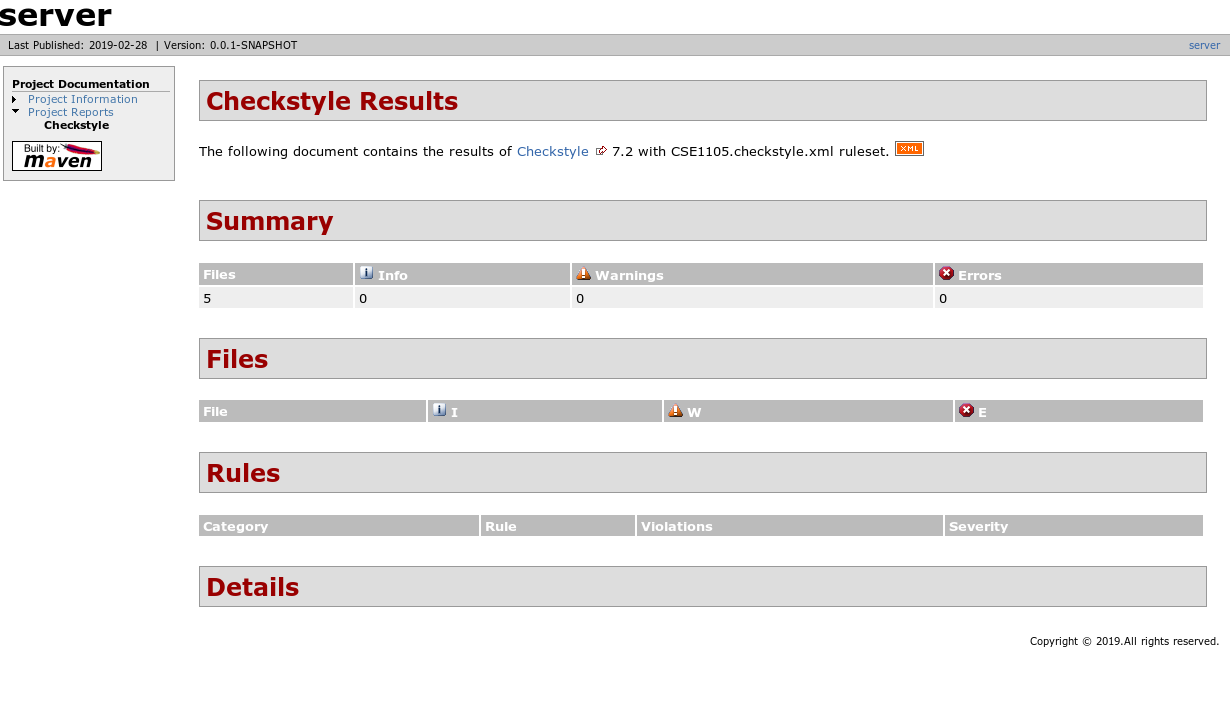 server
Last Published: 2019-02-28 | Version: 0.0.1-SNAPSHOT server
Project Documentation
Project Information
Project Reports
Checkstyle
Built by:
maven
Checkstyle Results
The following document contains the results of Checkstyle 7.2 with CSE1105.checkstyle.xml ruleset. XML
Summary
Files Info Warnings Errors
5 0 0 0
Files
File I W E
Rules
Category Rule Violations Severity
Details
Copyright © 2019.All rights reserved.